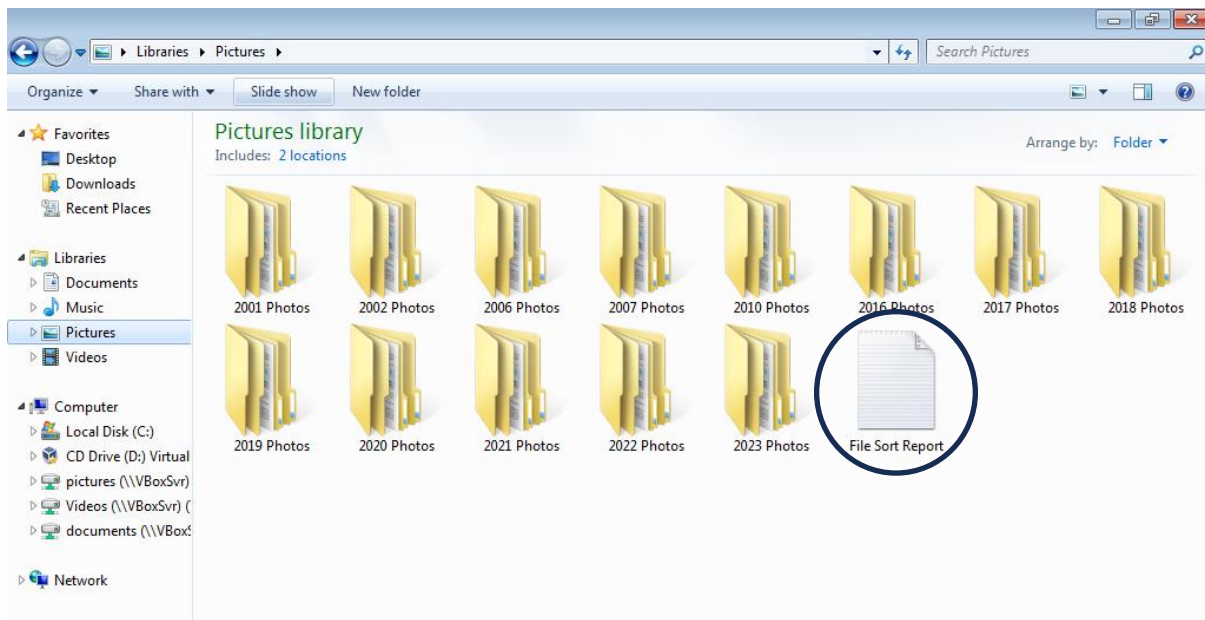 Libraries Pictures
Search Pictures
Organize Share with Slide show New folder
Favorites
Desktop
Downloads
Recent Places
Libraries
Documents
Music
Pictures
Videos
Computer
Local Disk (C:)
CD Drive (D:) Virtual
pictures (\\VBoxSvr)
Videos (\\VBoxSvr) (
documents (\\VBoxS
Network
Pictures library
Includes: 2 locations
Arrange by: Folder
2001 Photos 2002 Photos 2006 Photos 2007 Photos 2010 Photos 2016 Photos 2017 Photos 2018 Photos
2019 Photos 2020 Photos 2021 Photos 2022 Photos 2023 Photos File Sort Report